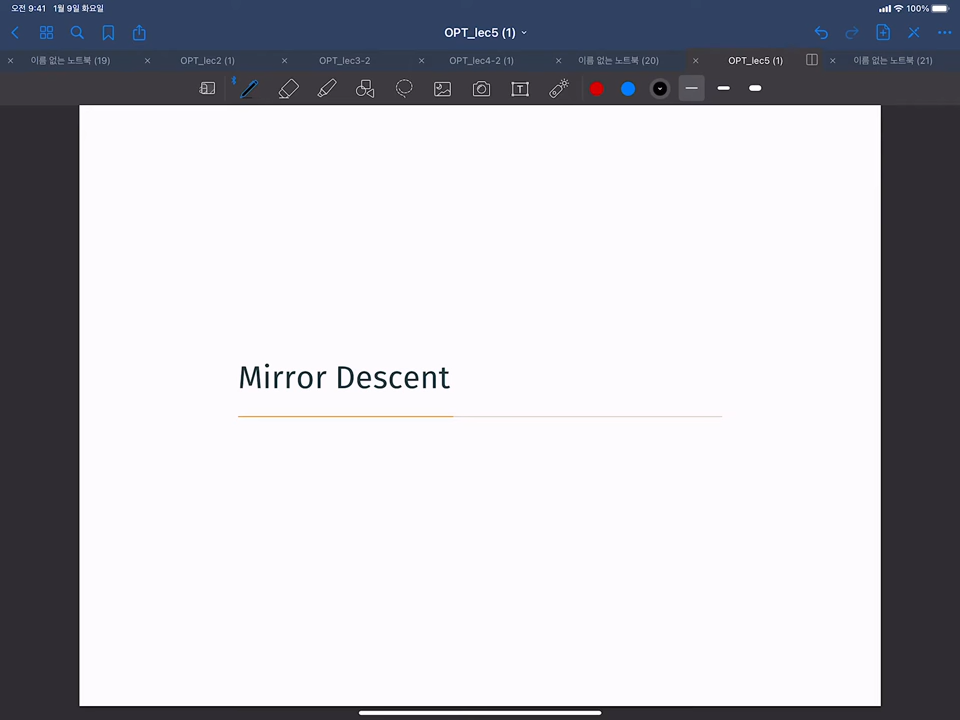 오전 9:41 1월 9일 화요일 100%
OPT_lec5 (1)
이름 없는 노트북 (19) OPT_lec2 (1) OPT_lec3-2 OPT_lec4-2 (1) 이름 없는 노트북 (20) OPT_lec5 (1) 이름 없는 노트북 (21)
Mirror Descent